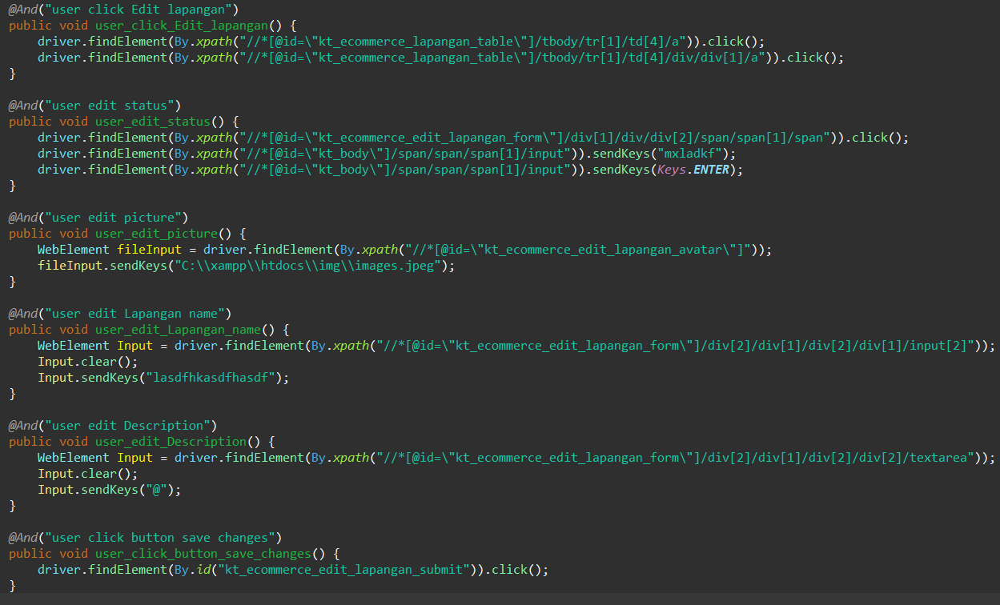 @And("user click Edit lapangan")
public void user_click_Edit_lapangan() {
    driver.findElement(By.xpath("//*[@id=\"kt_ecommerce_lapangan_table\"]/tbody/tr[1]/td[4]/a")).click();
    driver.findElement(By.xpath("//*[@id=\"kt_ecommerce_lapangan_table\"]/tbody/tr[1]/td[4]/div/div[1]/a")).click();
}

@And("user edit status")
public void user_edit_status() {
    driver.findElement(By.xpath("//*[@id=\"kt_ecommerce_edit_lapangan_form\"]/div[1]/div/div[2]/span/span[1]/span")).click();
    driver.findElement(By.xpath("//*[@id=\"kt_body\"]/span/span/span[1]/input")).sendKeys("mxladkf");
    driver.findElement(By.xpath("//*[@id=\"kt_body\"]/span/span/span[1]/input")).sendKeys(Keys.ENTER);
}

@And("user edit picture")
public void user_edit_picture() {
    WebElement fileInput = driver.findElement(By.xpath("//*[@id=\"kt_ecommerce_edit_lapangan_avatar\"]"));
    fileInput.sendKeys("C:\\xampp\\htdocs\\img\\images.jpeg");
}

@And("user edit Lapangan name")
public void user_edit_Lapangan_name() {
    WebElement Input = driver.findElement(By.xpath("//*[@id=\"kt_ecommerce_edit_lapangan_form\"]/div[2]/div[1]/div[2]/div[1]/input[2]"));
    Input.clear();
    Input.sendKeys("lasdfhkasdfhasdf");
}

@And("user edit Description")
public void user_edit_Description() {
    WebElement Input = driver.findElement(By.xpath("//*[@id=\"kt_ecommerce_edit_lapangan_form\"]/div[2]/div[1]/div[2]/div[2]/textarea"));
    Input.clear();
    Input.sendKeys("@");
}

@And("user click button save changes")
public void user_click_button_save_changes() {
    driver.findElement(By.id("kt_ecommerce_edit_lapangan_submit")).click();
}